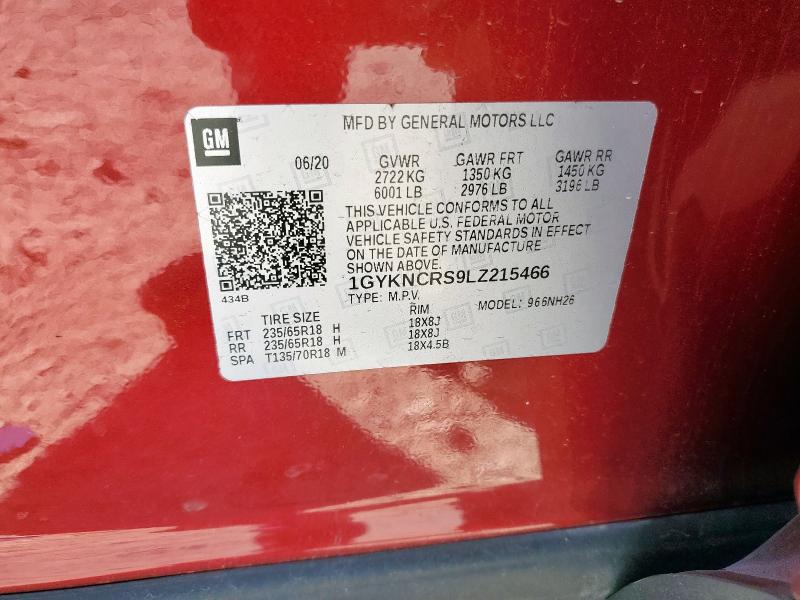 GM
MFD BY GENERAL MOTORS LLC
06/20 GVWR GAWR FRT GAWR RR
2722 KG 1350 KG 1450 KG
6001 LB 2976 LB 3196 LB
THIS VEHICLE CONFORMS TO ALL
APPLICABLE U.S. FEDERAL MOTOR
VEHICLE SAFETY STANDARDS IN EFFECT
ON THE DATE OF MANUFACTURE
SHOWN ABOVE.
1GYKNCRS9LZ215466
434B
TYPE: M.P.V. MODEL: 966NH26
TIRE SIZE RIM
FRT 235/65R18 H 18X8J
RR 235/65R18 H 18X8J
SPA T135/70R18 M 18X4.5B